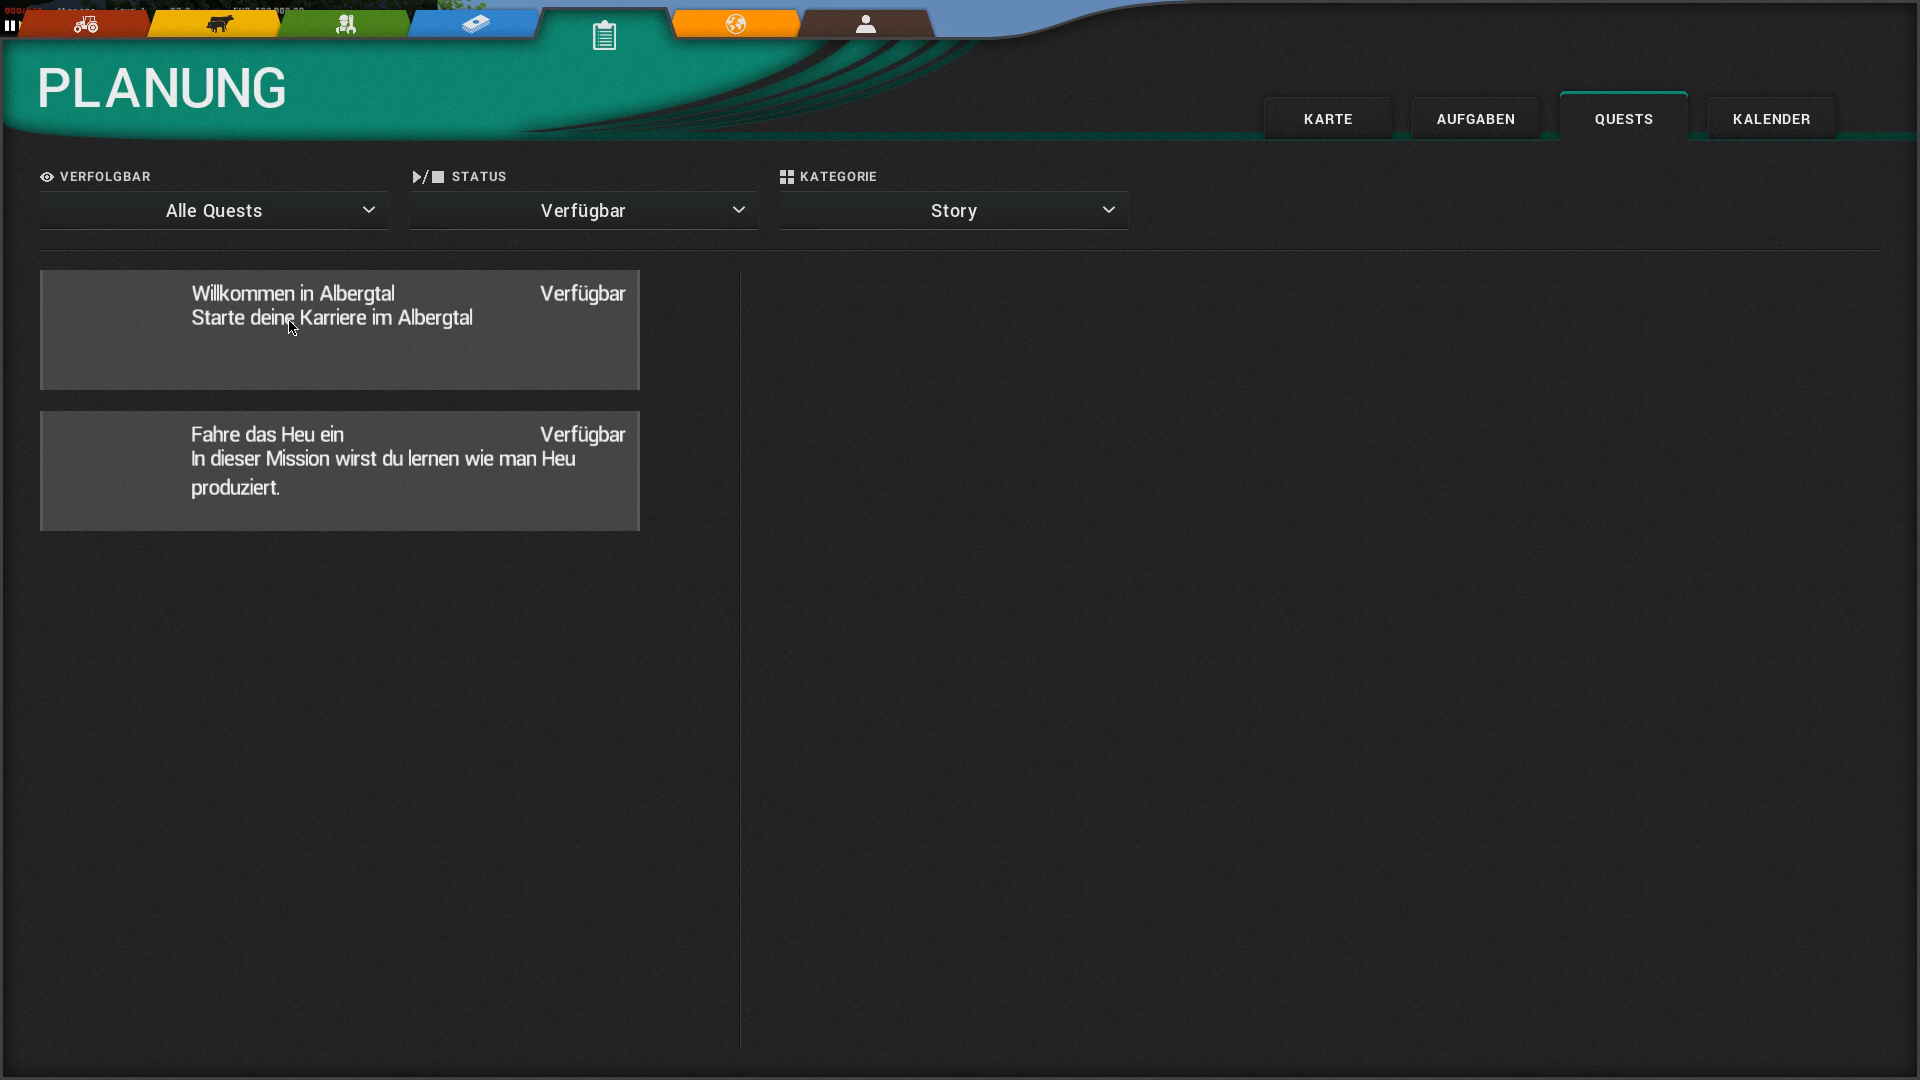 PLANUNG
KARTE
AUFGABEN
QUESTS
KALENDER
VERFOLGBAR
STATUS
KATEGORIE
Alle Quests
Verfügbar
Story
Willkommen in Albergtal
Verfügbar
Starte deine Karriere im Albergtal
Fahre das Heu ein
Verfügbar
In dieser Mission wirst du lernen wie man Heu
produziert.